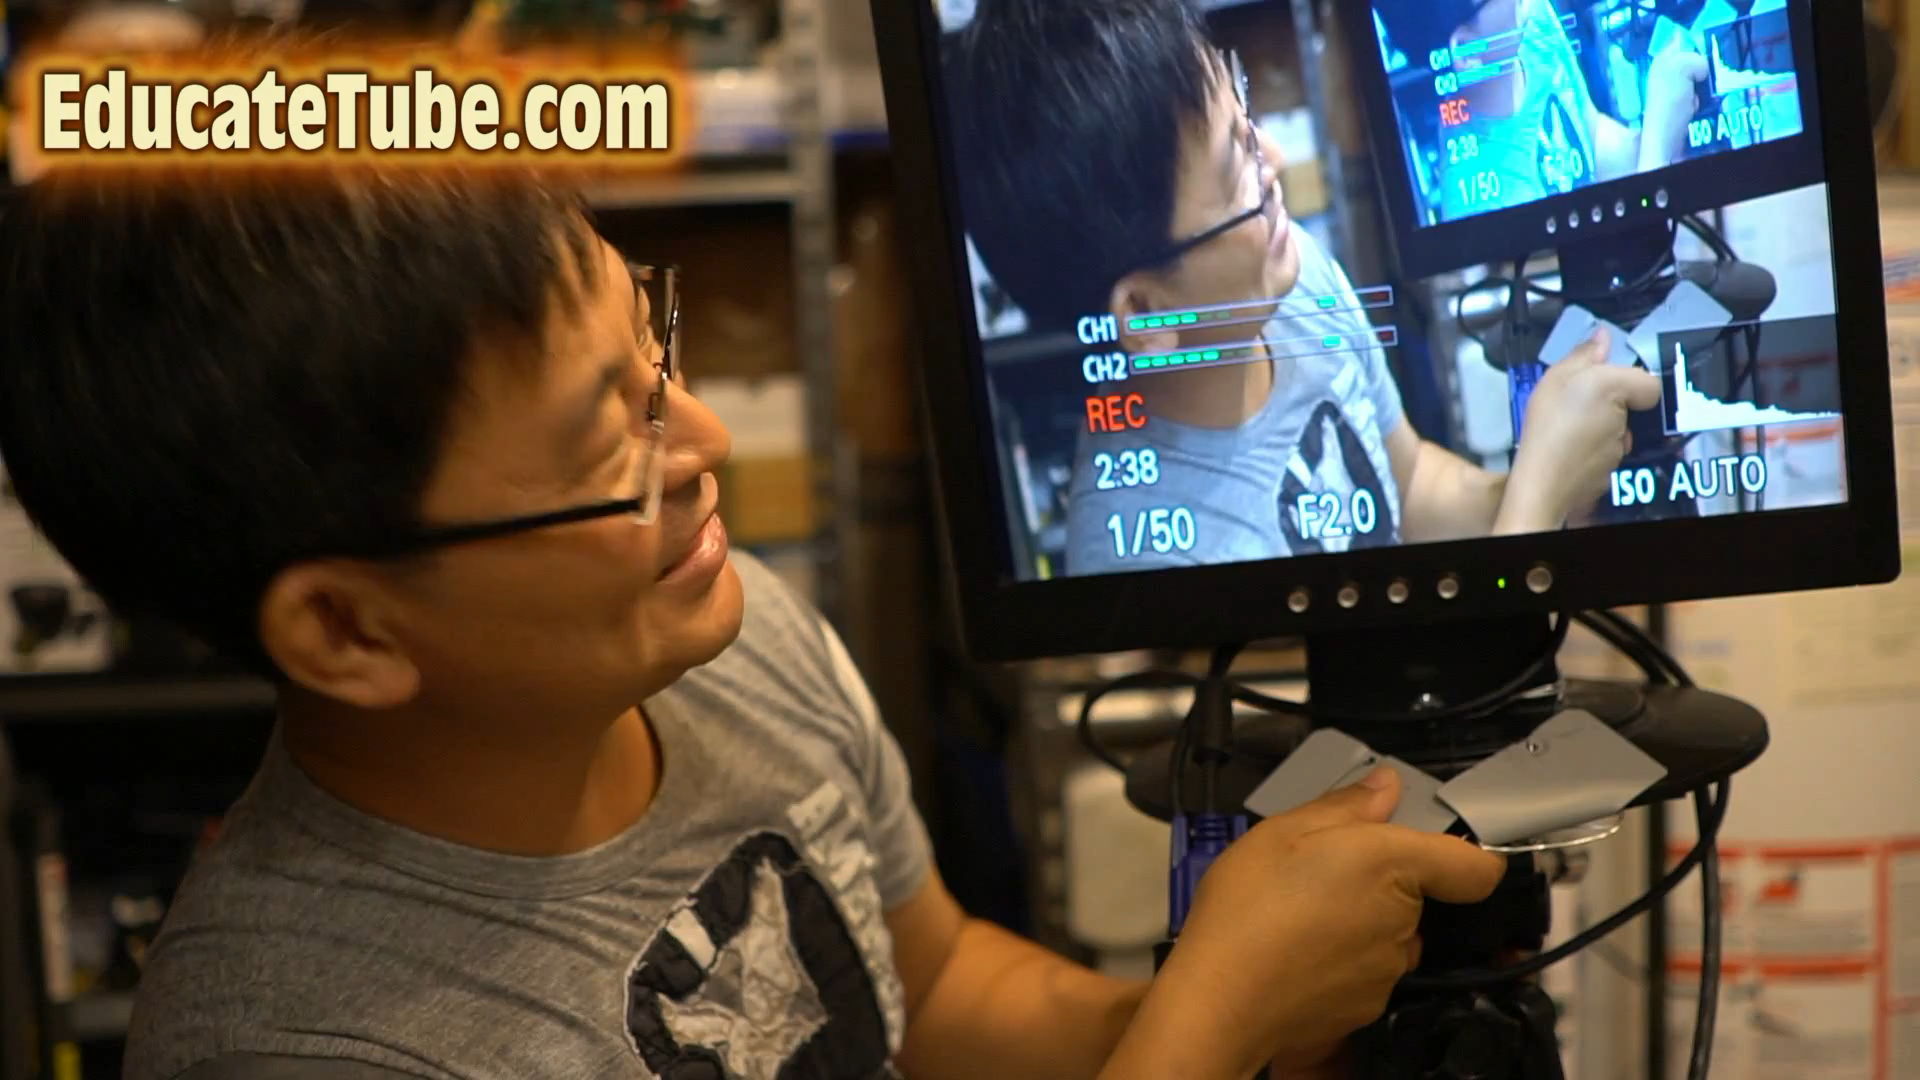 EducateTube.com
CH1
CH2
REC
2:38
1/50
F2.0
ISO AUTO
CH1
CH2
REC
2:38
1/50
F2.0
ISO AUTO